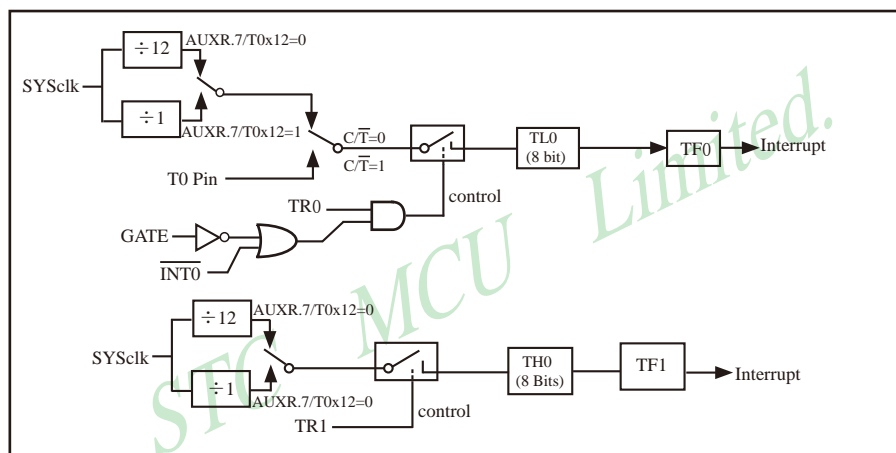 ÷12
AUXR.7/T0x12=0
SYSclk
÷1
AUXR.7/T0x12=1
C/T̅=0
C/T̅=1
TL0
(8 bit)
TF0
Interrupt
T0 Pin
control
TR0
GATE
I̅N̅T̅0̅
÷12
AUXR.7/T0x12=0
SYSclk
÷1
AUXR.7/T0x12=0
TH0
(8 Bits)
TF1
Interrupt
control
TR1
STC MCU Limited.